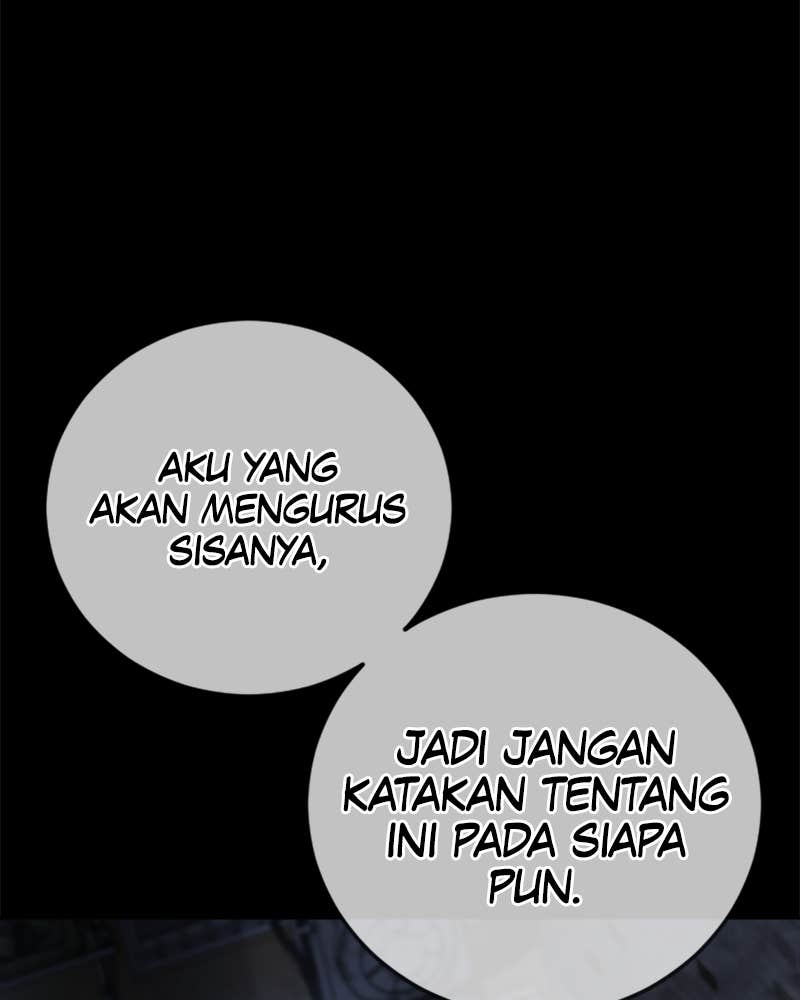 AKU YANG
AKAN MENGURUS
SISANYA,
JADI JANGAN
KATAKAN TENTANG
INI PADA SIAPA
PUN.